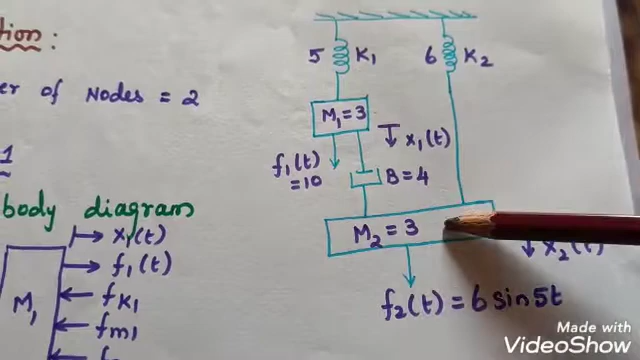 tion:
er of Nodes = 2
1
body diagram
x₁(t)
f₁(t)
M₁
fK₁
fm₁
5 K₁
6 K₂
M₁=3
x₁(t)
f₁(t)
=10
B=4
M₂=3
x₂(t)
f₂(t) = 6 sin 5t
Made with
VideoShow